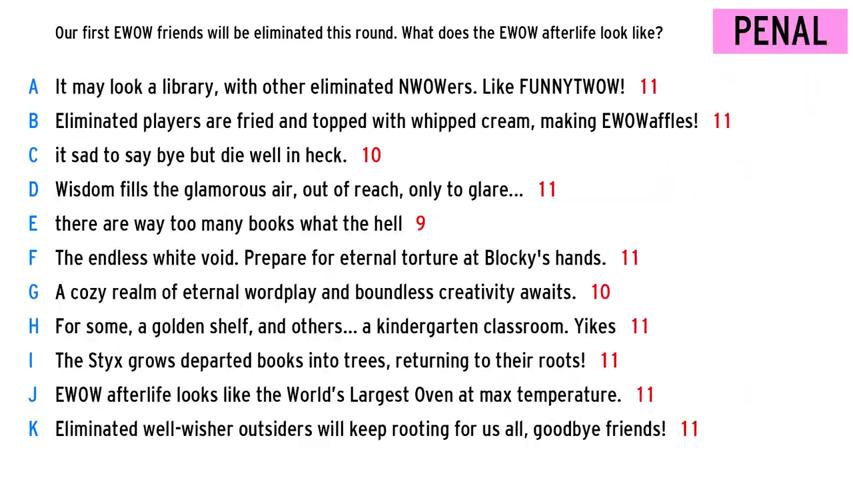 Our first EWOW friends will be eliminated this round. What does the EWOW afterlife look like?
PENAL
A It may look a library, with other eliminated NWOWers. Like FUNNYTWOW! 11
B Eliminated players are fried and topped with whipped cream, making EWOWaffles! 11
C it sad to say bye but die well in heck. 10
D Wisdom fills the glamorous air, out of reach, only to glare... 11
E there are way too many books what the hell 9
F The endless white void. Prepare for eternal torture at Blocky's hands. 11
G A cozy realm of eternal wordplay and boundless creativity awaits. 10
H For some, a golden shelf, and others... a kindergarten classroom. Yikes 11
I The Styx grows departed books into trees, returning to their roots! 11
J EWOW afterlife looks like the World's Largest Oven at max temperature. 11
K Eliminated well-wisher outsiders will keep rooting for us all, goodbye friends! 11